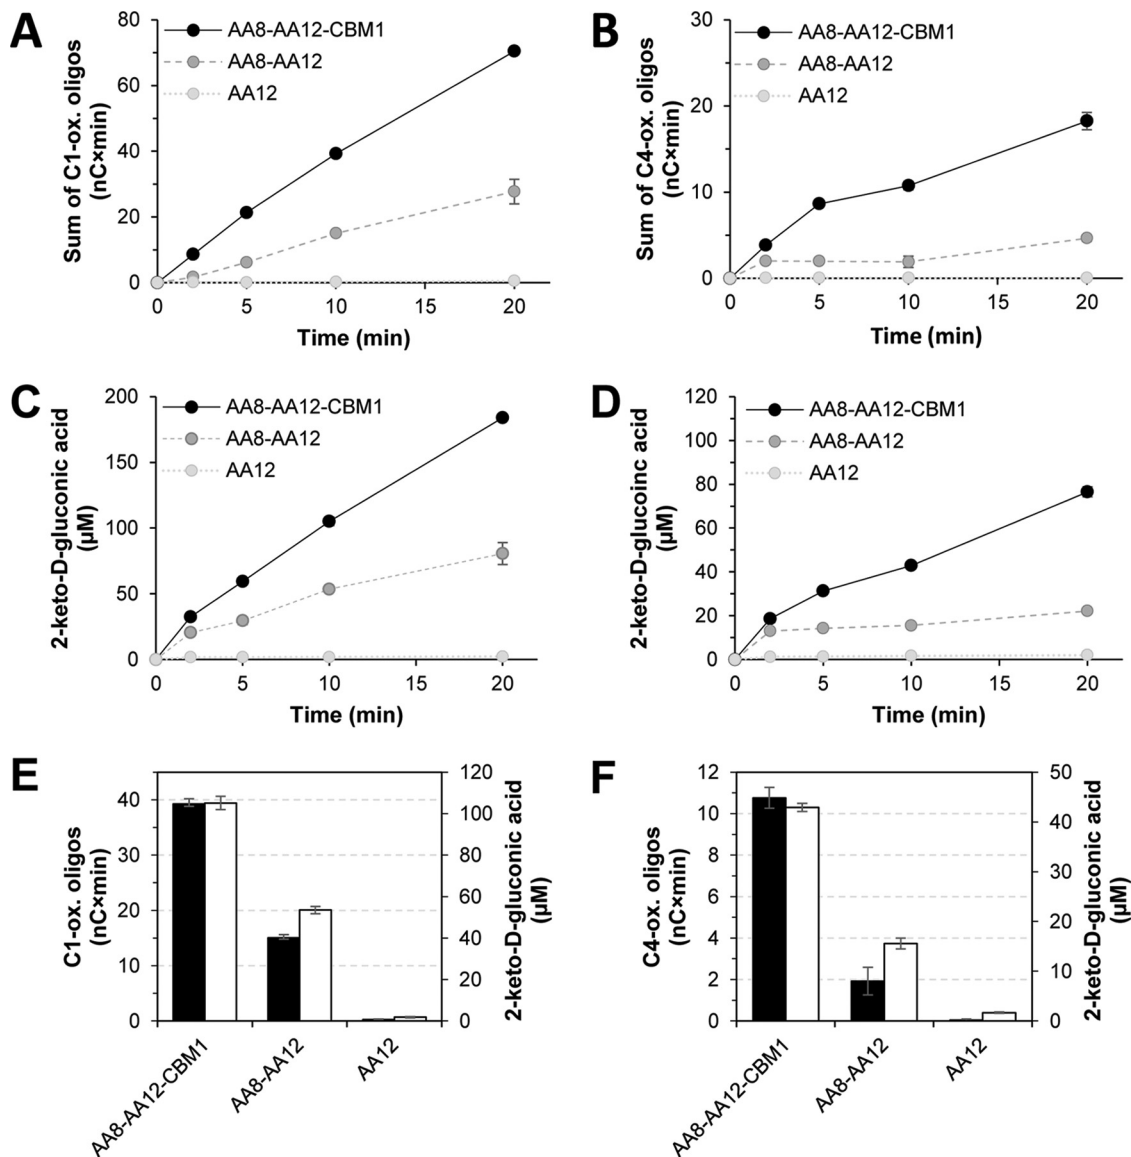 A
AA8-AA12-CBM1
AA8-AA12
AA12
Sum of C1-ox. oligos
(nC×min)
80
60
40
20
0
0 5 10 15 20
Time (min)
B
AA8-AA12-CBM1
AA8-AA12
AA12
Sum of C4-ox. oligos
(nC×min)
30
20
10
0
0 5 10 15 20
Time (min)
C
AA8-AA12-CBM1
AA8-AA12
AA12
2-keto-D-gluconic acid
(µM)
200
150
100
50
0
0 5 10 15 20
Time (min)
D
AA8-AA12-CBM1
AA8-AA12
AA12
2-keto-D-glucoinc acid
(µM)
120
100
80
60
40
20
0
0 5 10 15 20
Time (min)
E
C1-ox. oligos
(nC×min)
40
30
20
10
0
120
100
80
60
40
20
0
2-keto-D-gluconic acid
(µM)
AA8-AA12-CBM1
AA8-AA12
AA12
F
C4-ox. oligos
(nC×min)
12
10
8
6
4
2
0
50
40
30
20
10
0
2-keto-D-gluconic acid
(µM)
AA8-AA12-CBM1
AA8-AA12
AA12